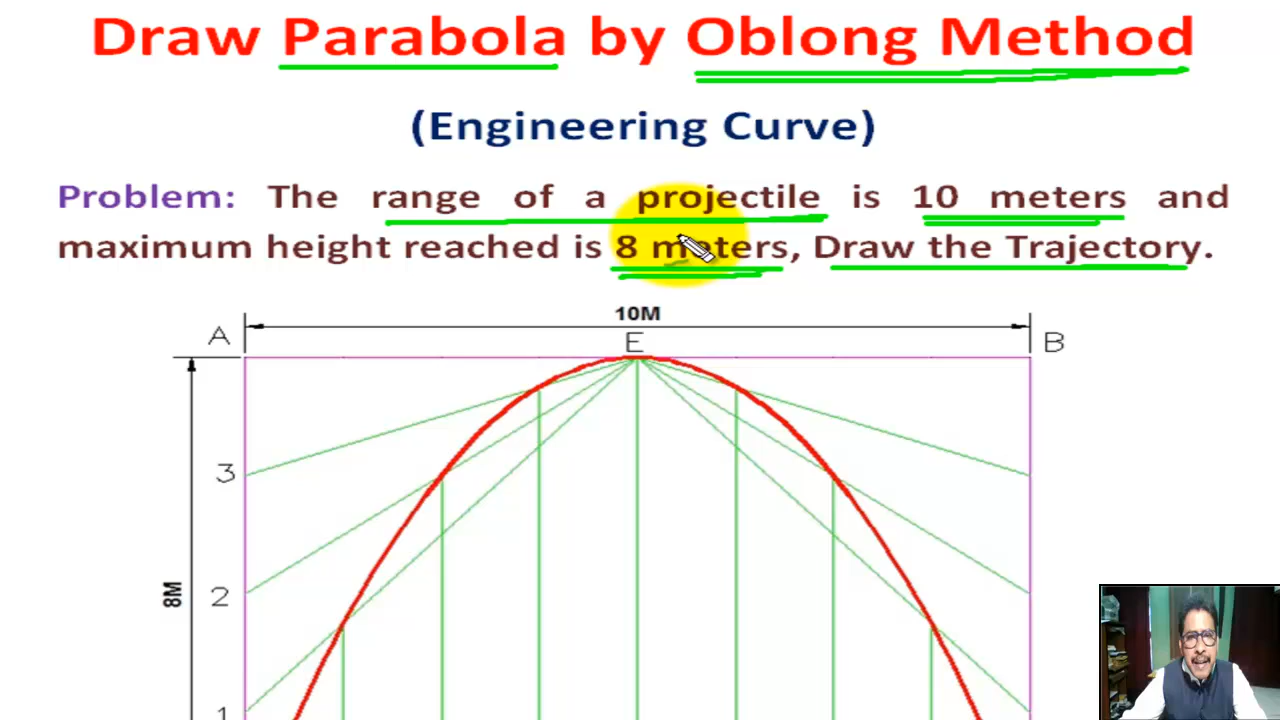 Draw Parabola by Oblong Method
(Engineering Curve)
Problem: The range of a projectile is 10 meters and
maximum height reached is 8 meters, Draw the Trajectory.
10M
A E B
3
8M 2
1